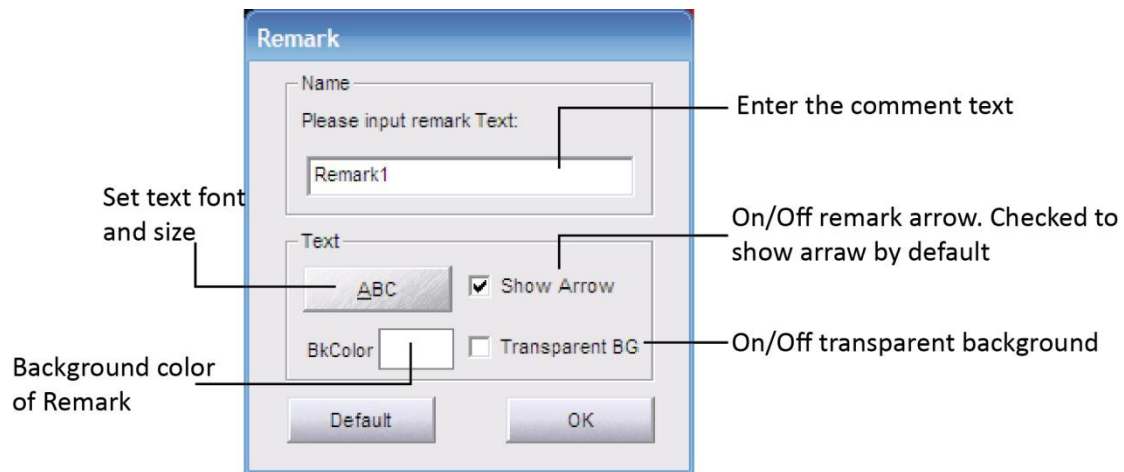 Remark
Name
Please input remark Text:
Enter the comment text
Remark1
Set text font
and size
On/Off remark arrow. Checked to
show arraw by default
Text
ABC
Show Arrow
BkColor
Transparent BG
On/Off transparent background
Background color
of Remark
Default
OK